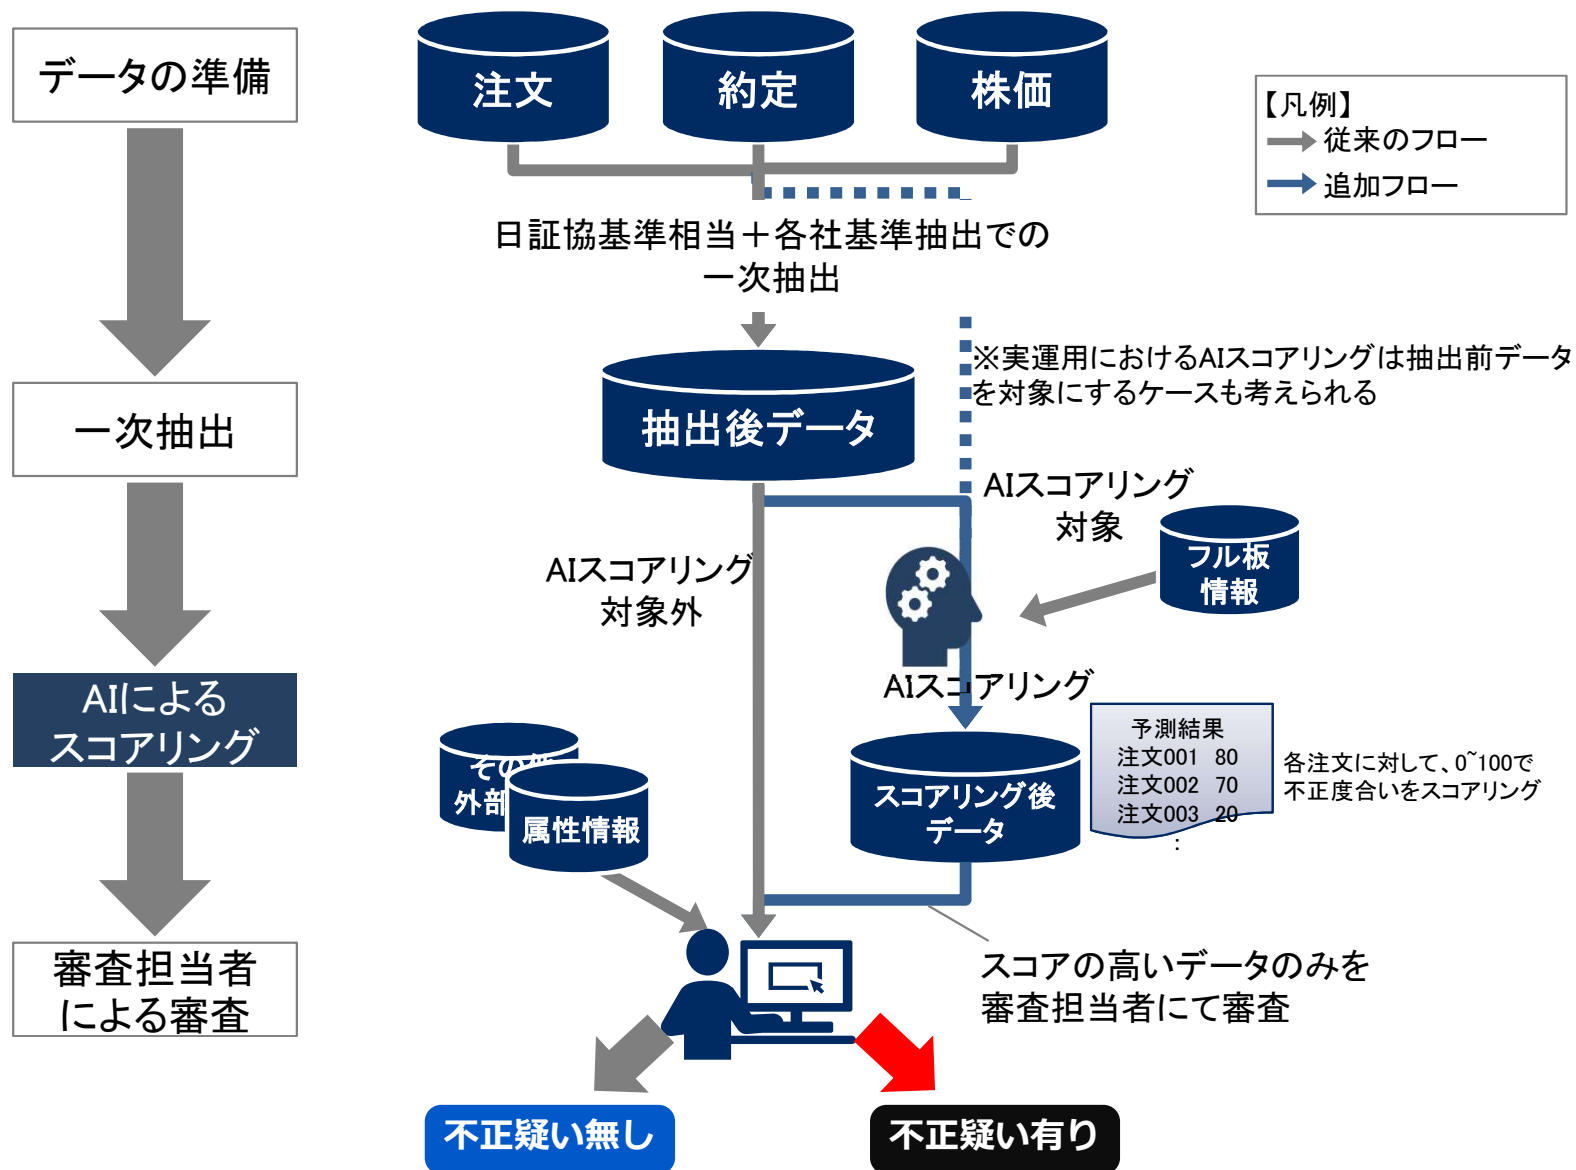 データの準備
注文
約定
株価
【凡例】
従来のフロー
追加フロー
日証協基準相当＋各社基準抽出での
一次抽出
※実運用におけるAIスコアリングは抽出前データ
を対象にするケースも考えられる
一次抽出
抽出後データ
AIスコアリング
対象
フル板
情報
AIスコアリング
対象外
AIスコアリング
AIによる
スコアリング
その他
外部
属性情報
スコアリング後
データ
予測結果
注文001 80
注文002 70
注文003 20
:
各注文に対して、0~100で
不正度合いをスコアリング
審査担当者
による審査
スコアの高いデータのみを
審査担当者にて審査
不正疑い無し
不正疑い有り